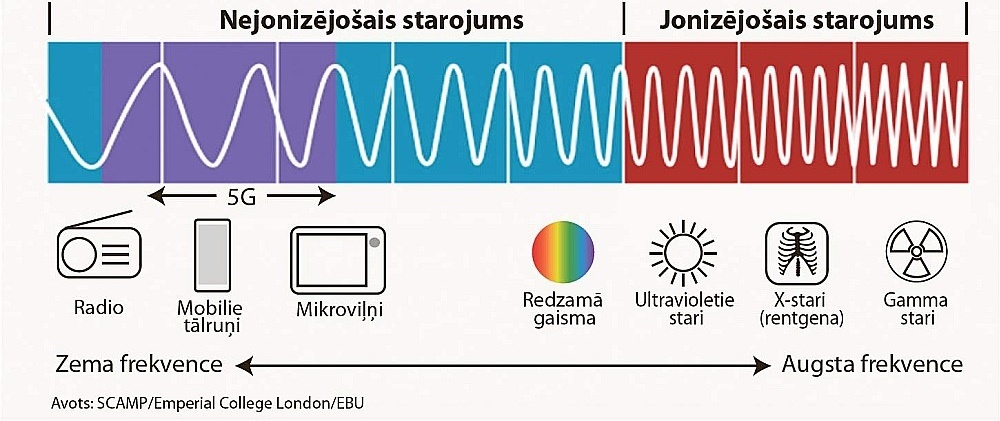 Nejonizējošais starojums
Jonizējošais starojums
5G
Radio
Mobilie
tālruņi
Mikroviļņi
Redzamā
gaisma
Ultravioletie
stari
X-stari
(rentgena)
Gamma
stari
Zema frekvence
Augsta frekvence
Avots: SCAMP/Emperial College London/EBU